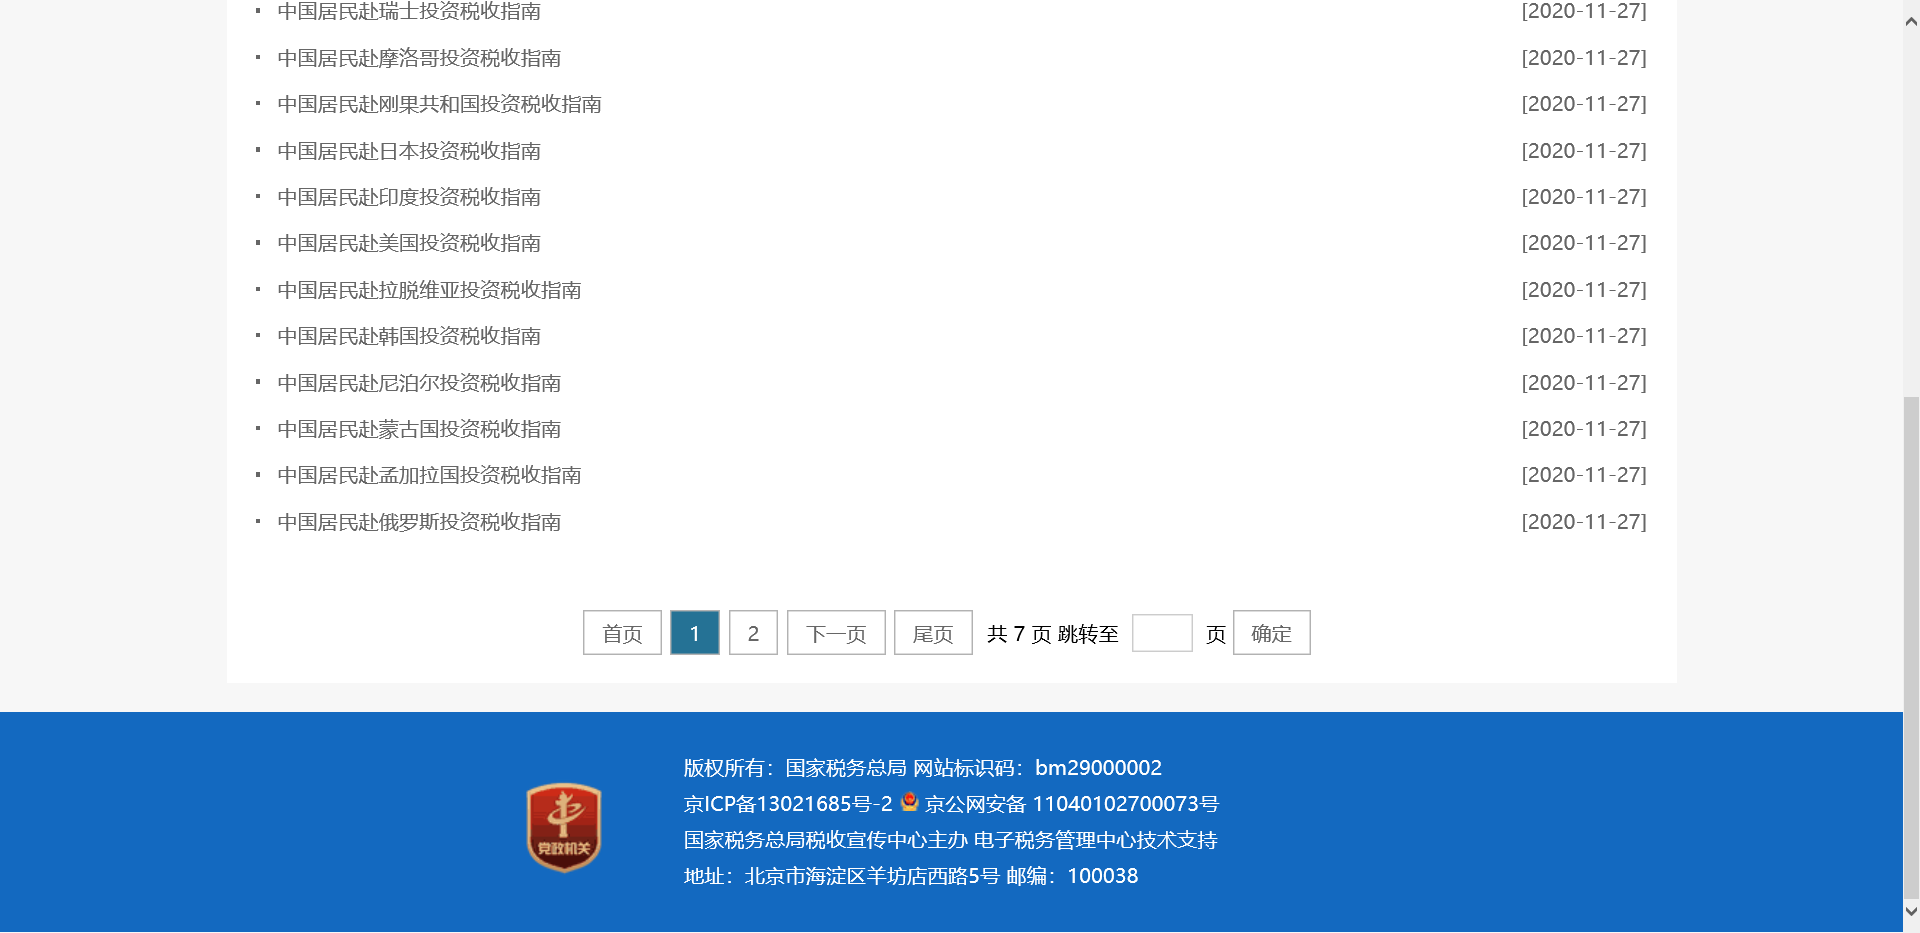 · 中国居民赴瑞士投资税收指南 [2020-11-27]
· 中国居民赴摩洛哥投资税收指南 [2020-11-27]
· 中国居民赴刚果共和国投资税收指南 [2020-11-27]
· 中国居民赴日本投资税收指南 [2020-11-27]
· 中国居民赴印度投资税收指南 [2020-11-27]
· 中国居民赴美国投资税收指南 [2020-11-27]
· 中国居民赴拉脱维亚投资税收指南 [2020-11-27]
· 中国居民赴韩国投资税收指南 [2020-11-27]
· 中国居民赴尼泊尔投资税收指南 [2020-11-27]
· 中国居民赴蒙古国投资税收指南 [2020-11-27]
· 中国居民赴孟加拉国投资税收指南 [2020-11-27]
· 中国居民赴俄罗斯投资税收指南 [2020-11-27]
首页 1 2 下一页 尾页 共 7 页 跳转至 页 确定
版权所有：国家税务总局 网站标识码：bm29000002
京ICP备13021685号-2 京公网安备 11040102700073号
国家税务总局税收宣传中心主办 电子税务管理中心技术支持
地址：北京市海淀区羊坊店西路5号 邮编：100038
党政机关